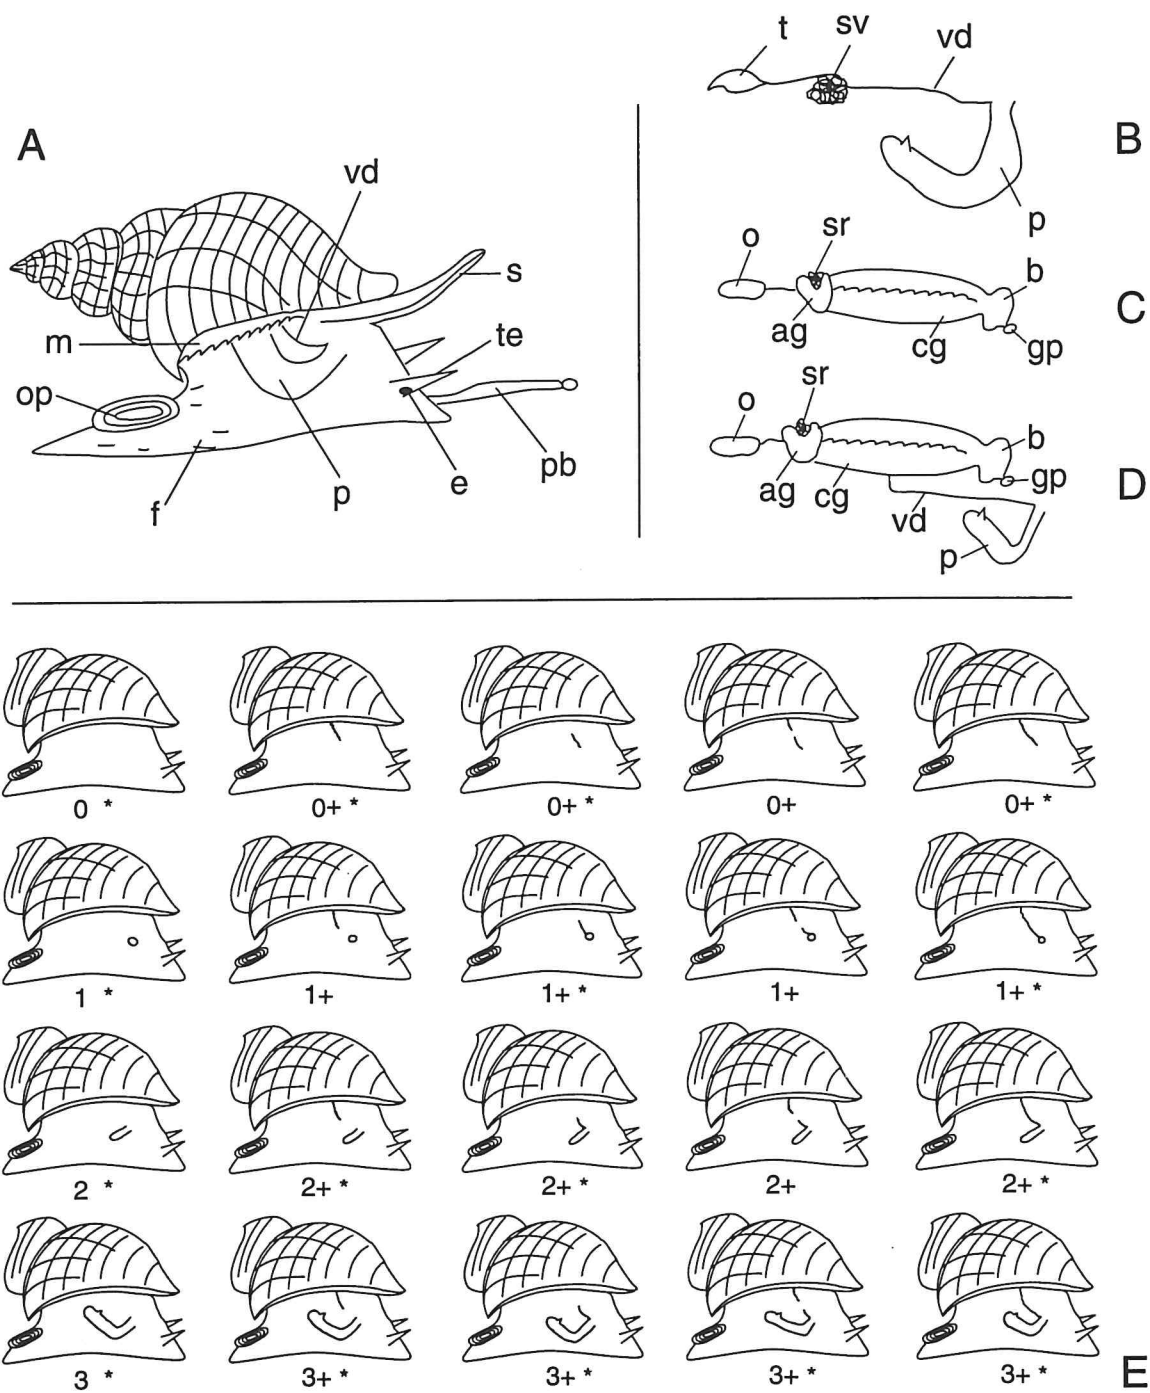 A
vd
s
m
te
op
f
p
e
pb
t
sv
vd
B
p
o
sr
b
C
ag
cg
gp
sr
o
b
D
ag
cg
gp
vd
p
0 *
0+ *
0+ *
0+
0+ *
1 *
1+
1+ *
1+
1+ *
2 *
2+ *
2+ *
2+
2+ *
3 *
3+ *
3+ *
3+ *
3+ *
E